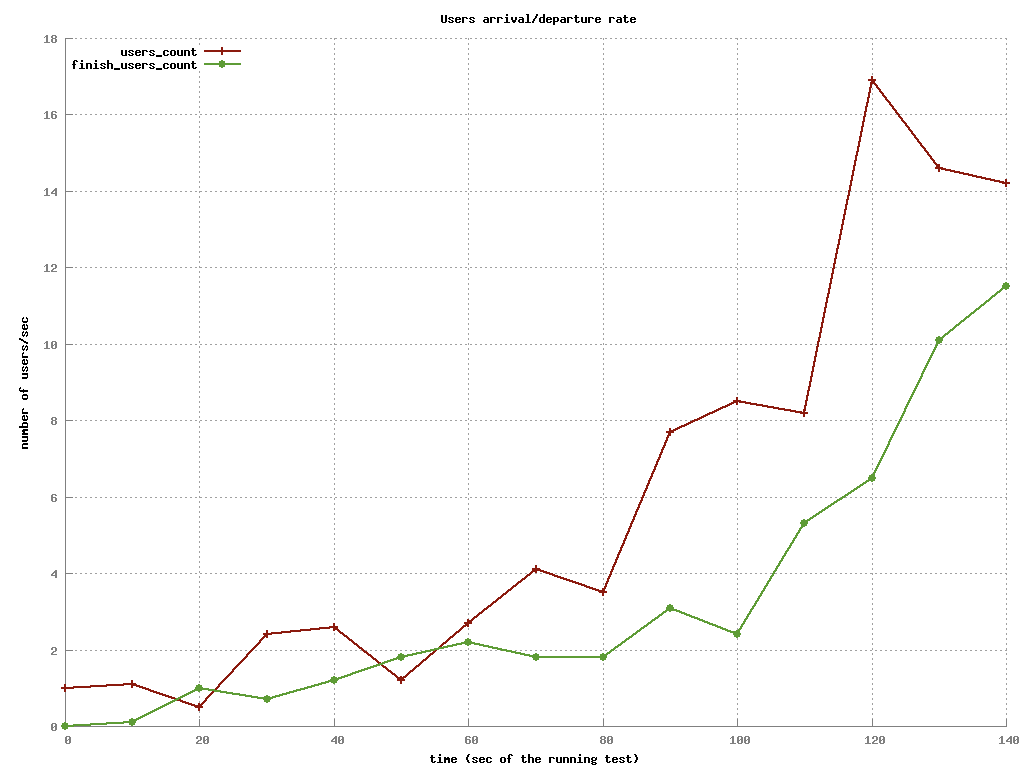 Users arrival/departure rate
users_count
finish_users_count
18
16
14
12
10
8
6
4
2
0
number of users/sec
0 20 40 60 80 100 120 140
time (sec of the running test)